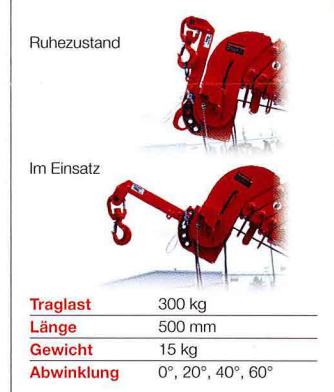 Ruhezustand
Im Einsatz
Traglast 300 kg
Länge 500 mm
Gewicht 15 kg
Abwinklung 0°, 20°, 40°, 60°